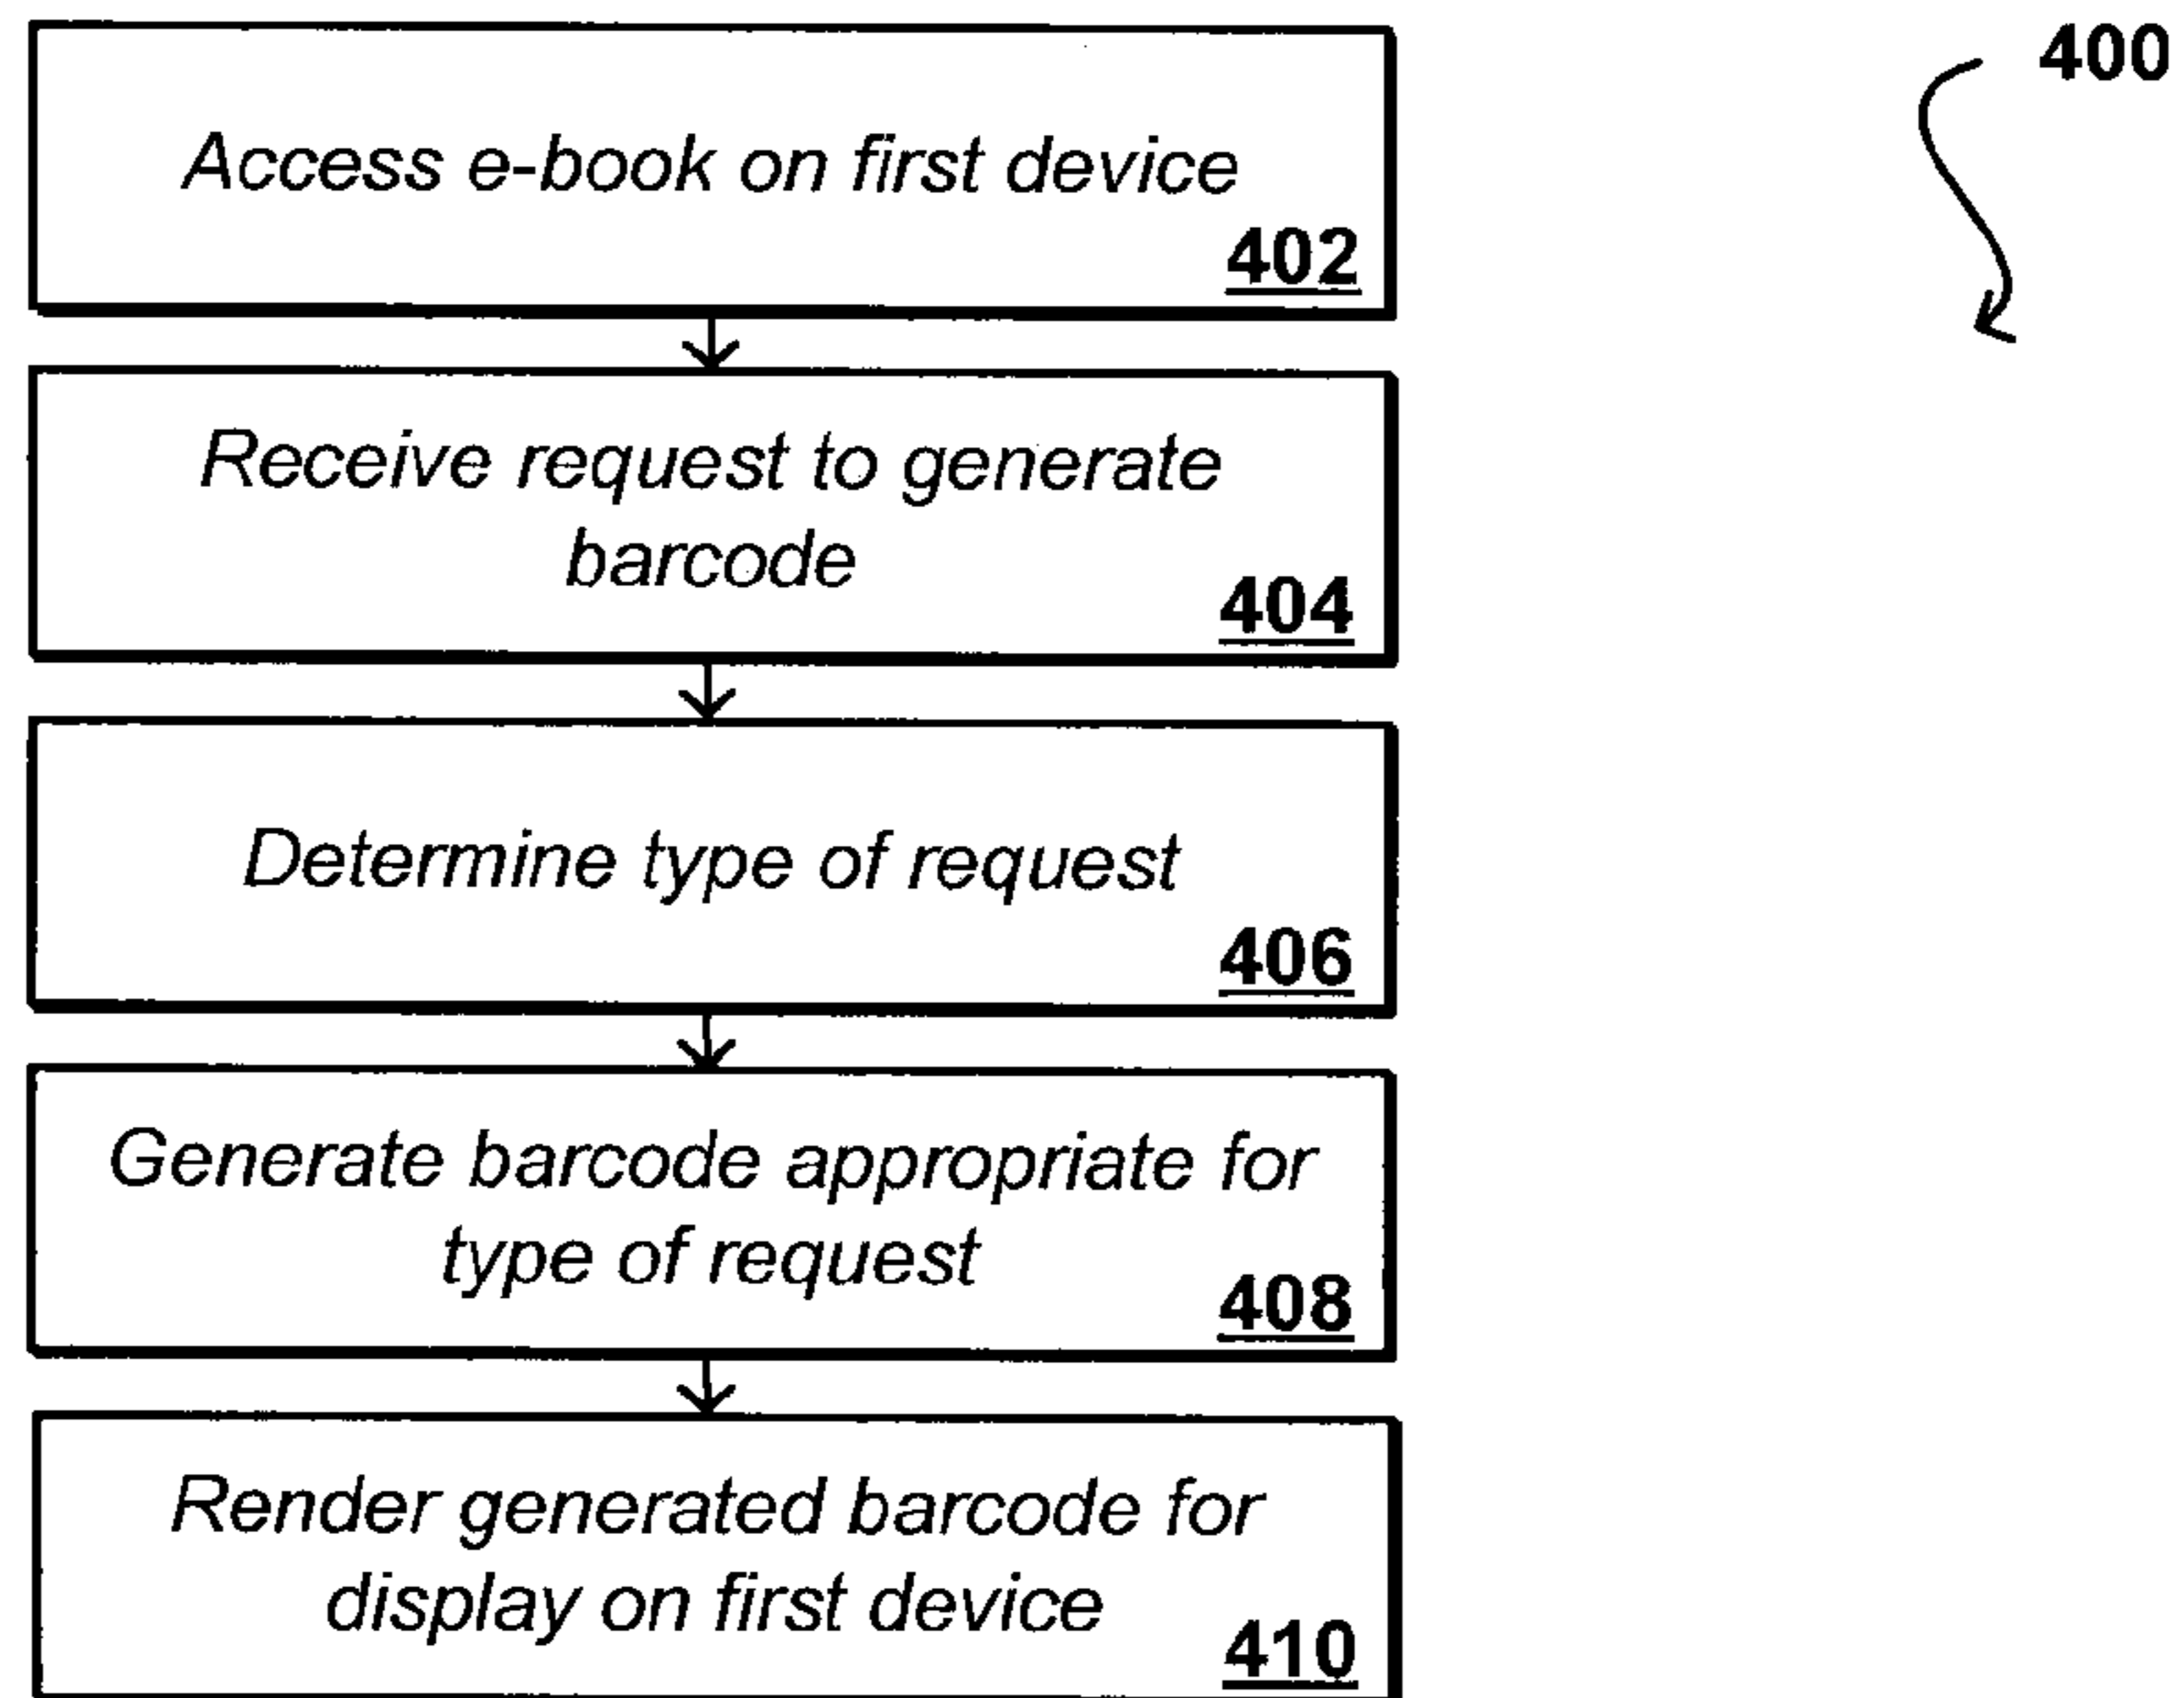 400
Access e-book on first device
402
Receive request to generate
barcode
404
Determine type of request
406
Generate barcode appropriate for
type of request
408
Render generated barcode for
display on first device
410